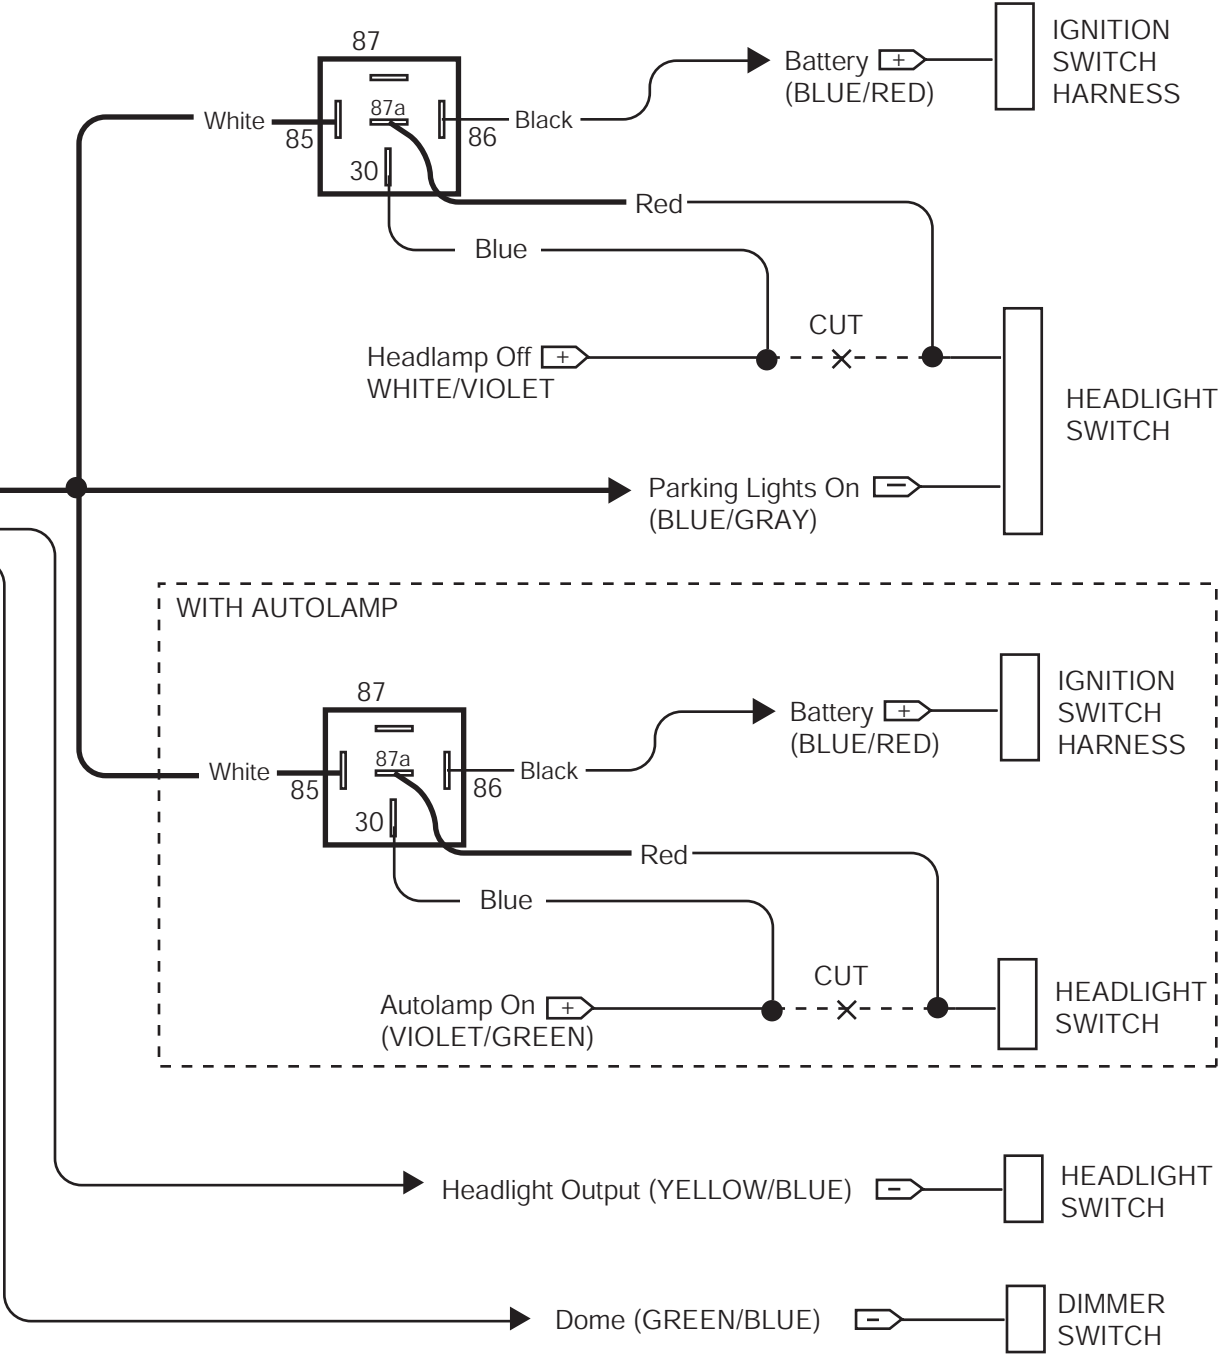 IGNITION
SWITCH
HARNESS
87
Battery +
(BLUE/RED)
White
85
87a
86
Black
30
Red
Blue
CUT
Headlamp Off +
WHITE/VIOLET
HEADLIGHT
SWITCH
Parking Lights On −
(BLUE/GRAY)
WITH AUTOLAMP
IGNITION
SWITCH
HARNESS
87
Battery +
(BLUE/RED)
White
85
87a
86
Black
30
Red
Blue
CUT
Autolamp On +
(VIOLET/GREEN)
HEADLIGHT
SWITCH
Headlight Output (YELLOW/BLUE) -
HEADLIGHT
SWITCH
Dome (GREEN/BLUE) -
DIMMER
SWITCH